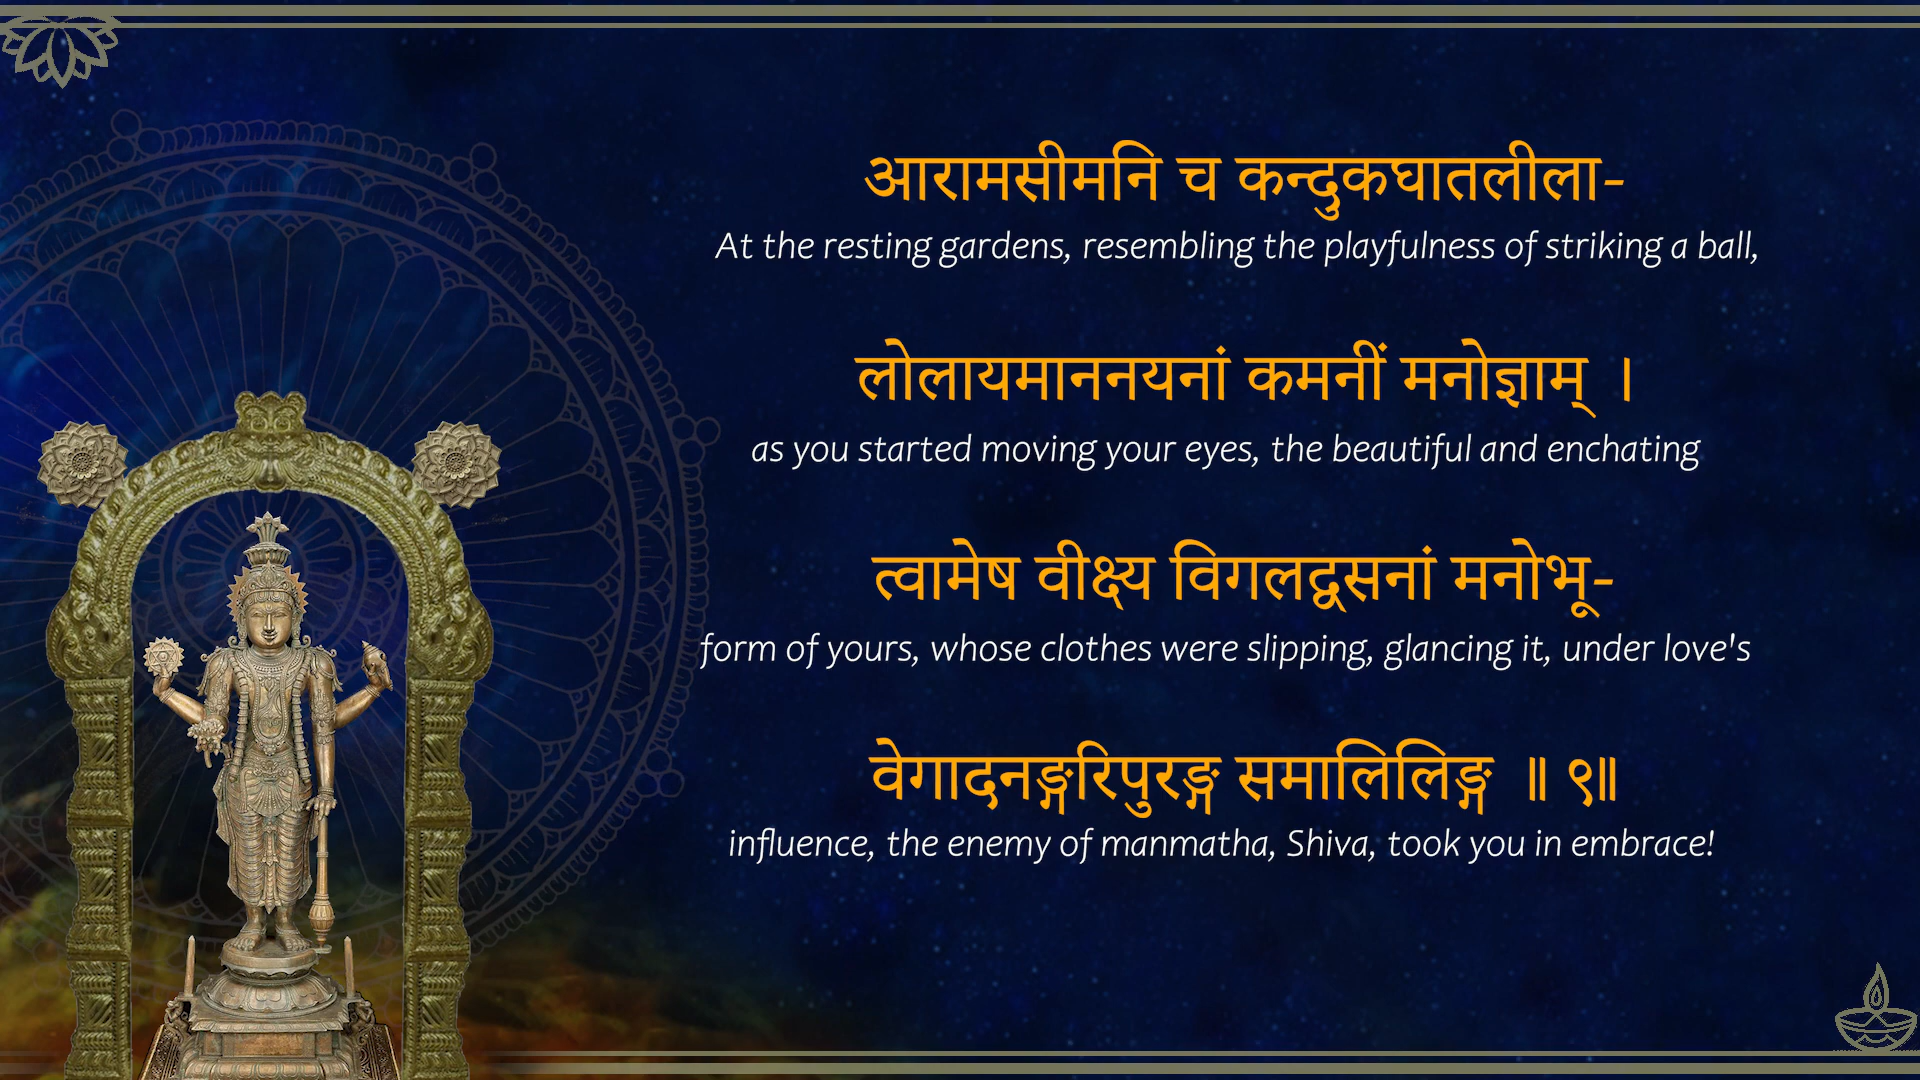 आरामसीमनि च कन्दुकघातलीला-
At the resting gardens, resembling the playfulness of striking a ball,
लोलायमाननयनां कमनीं मनोज्ञाम् ।
as you started moving your eyes, the beautiful and enchating
त्वामेष वीक्ष्य विगलद्वसनां मनोभू-
form of yours, whose clothes were slipping, glancing it, under love's
वेगादनङ्गरिपुरङ्ग समालिलिङ्ग ॥ ९॥
influence, the enemy of manmatha, Shiva, took you in embrace!